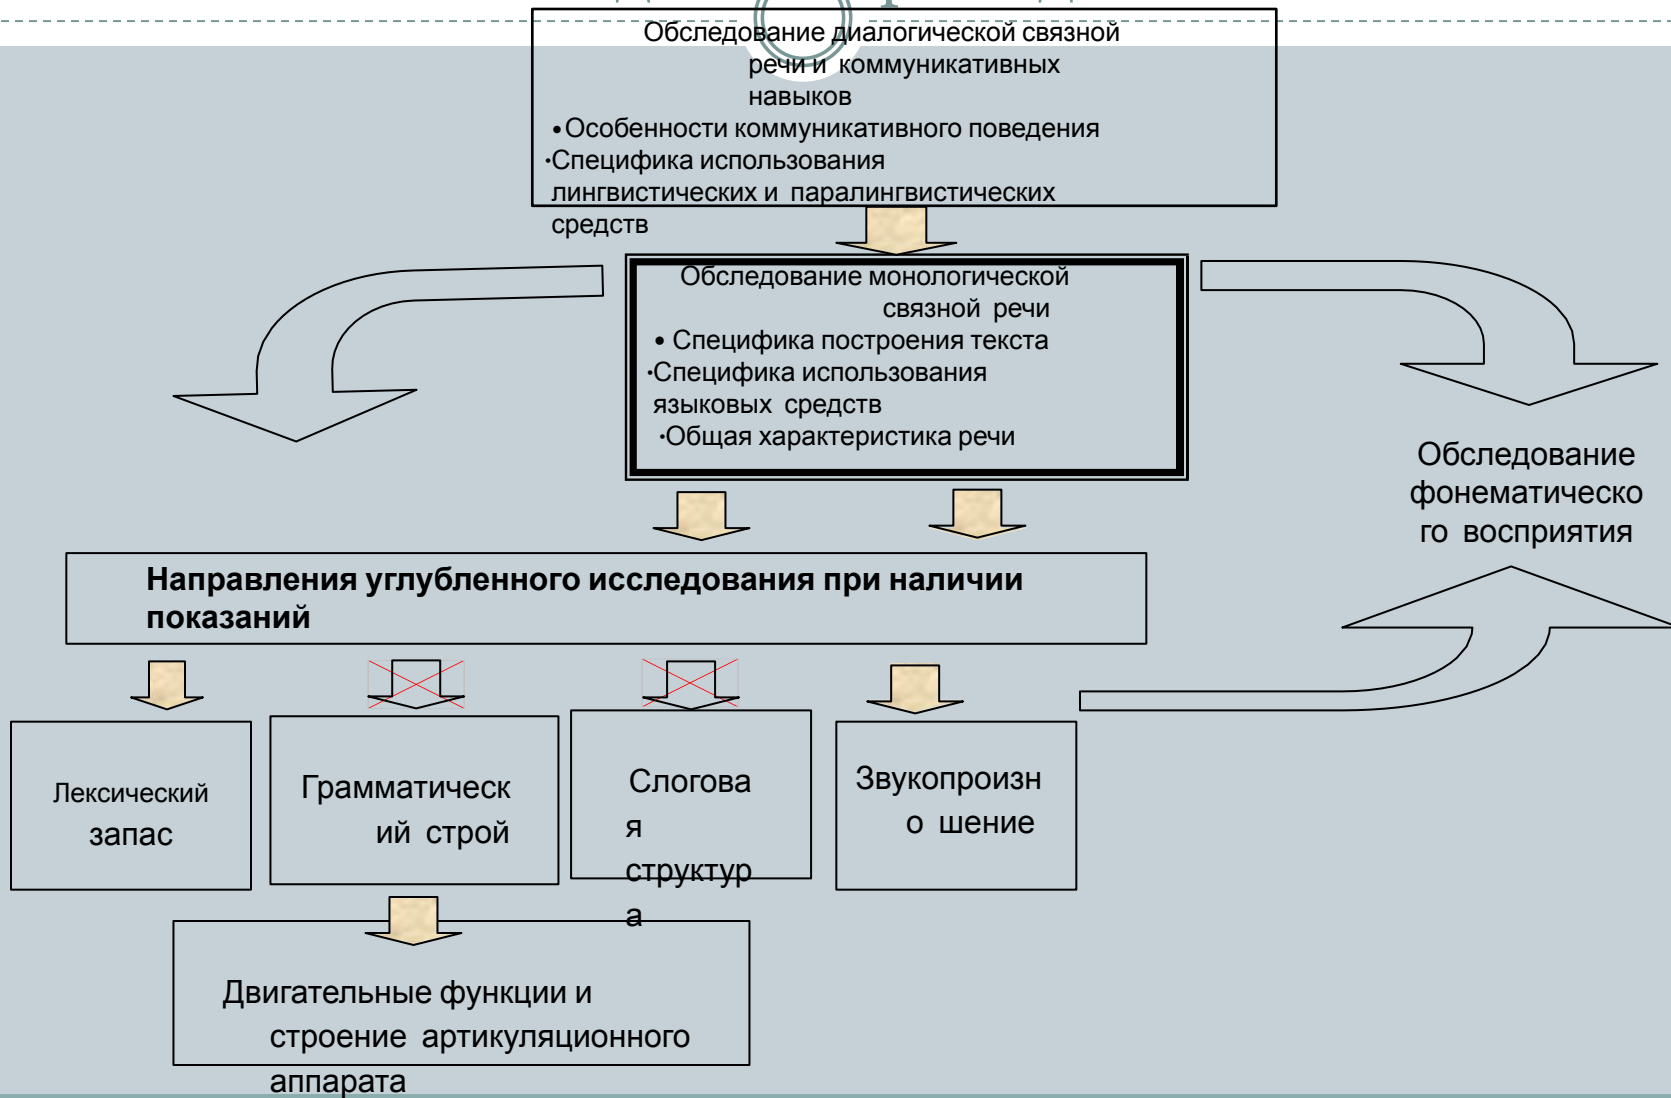 Обследование диалогической связной
речи и коммуникативных
навыков
•Особенности коммуникативного поведения
·Специфика использования
лингвистических и паралингвистических
средств
Обследование монологической
связной речи
• Специфика построения текста
·Специфика использования
языковых средств
·Общая характеристика речи
Обследование
фонематическо
го восприятия
Направления углубленного исследования при наличии
показаний
Лексический
запас
Грамматическ
ий строй
Слогова
я
структур
а
Звукопроизн
о шение
Двигательные функции и
строение артикуляционного
аппарата